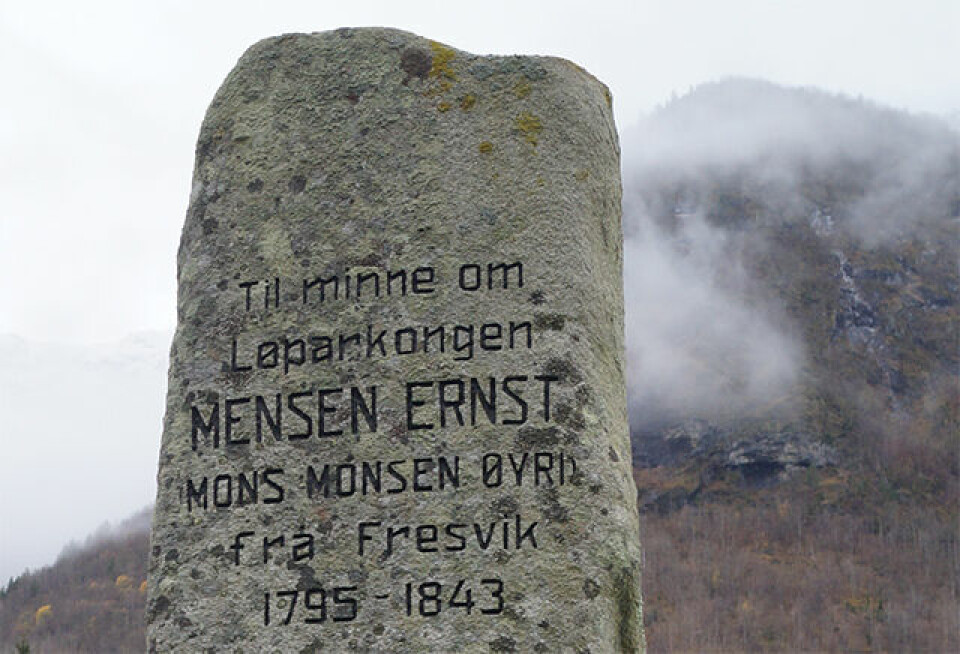 Til minne om
Løparkongen
MENSEN ERNST
(MONS MONSEN ØYRI)
frå Fresvik
1795 - 1843